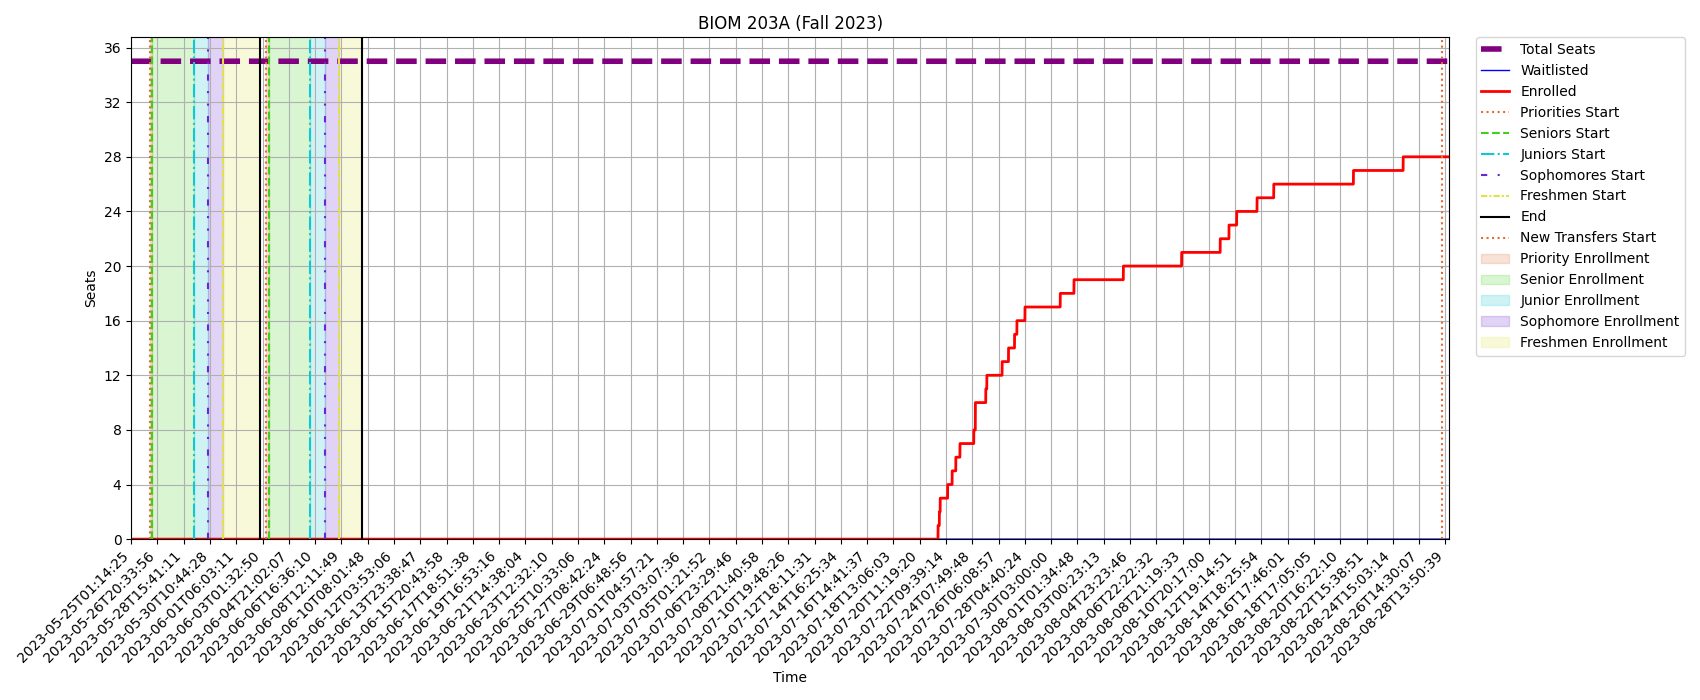 BIOM 203A (Fall 2023)
Seats
36
32
28
24
20
16
12
8
4
0
2023-05-25T01:14:25
2023-05-26T20:33:56
2023-05-28T15:41:11
2023-05-30T10:44:28
2023-06-01T06:03:11
2023-06-03T01:32:50
2023-06-04T21:02:07
2023-06-06T16:36:10
2023-06-08T12:11:49
2023-06-10T08:01:48
2023-06-12T03:53:06
2023-06-13T23:38:47
2023-06-15T20:43:58
2023-06-17T18:51:38
2023-06-19T16:53:16
2023-06-21T14:38:04
2023-06-23T12:32:10
2023-06-25T10:33:06
2023-06-27T08:42:24
2023-06-29T06:48:56
2023-07-01T04:57:21
2023-07-03T03:07:36
2023-07-05T01:21:52
2023-07-06T23:29:46
2023-07-08T21:40:58
2023-07-10T19:48:26
2023-07-12T18:11:31
2023-07-14T16:25:34
2023-07-16T14:41:37
2023-07-18T13:06:03
2023-07-20T11:19:20
2023-07-22T09:39:14
2023-07-24T07:49:48
2023-07-26T06:08:57
2023-07-28T04:40:24
2023-07-30T03:00:00
2023-08-01T01:34:48
2023-08-03T00:23:13
2023-08-04T23:23:46
2023-08-06T22:22:32
2023-08-08T21:19:33
2023-08-10T20:17:00
2023-08-12T19:14:51
2023-08-14T18:25:54
2023-08-16T17:46:01
2023-08-18T17:05:05
2023-08-20T16:22:10
2023-08-22T15:38:51
2023-08-24T15:03:14
2023-08-26T14:30:07
2023-08-28T13:50:39
Time
Total Seats
Waitlisted
Enrolled
Priorities Start
Seniors Start
Juniors Start
Sophomores Start
Freshmen Start
End
New Transfers Start
Priority Enrollment
Senior Enrollment
Junior Enrollment
Sophomore Enrollment
Freshmen Enrollment